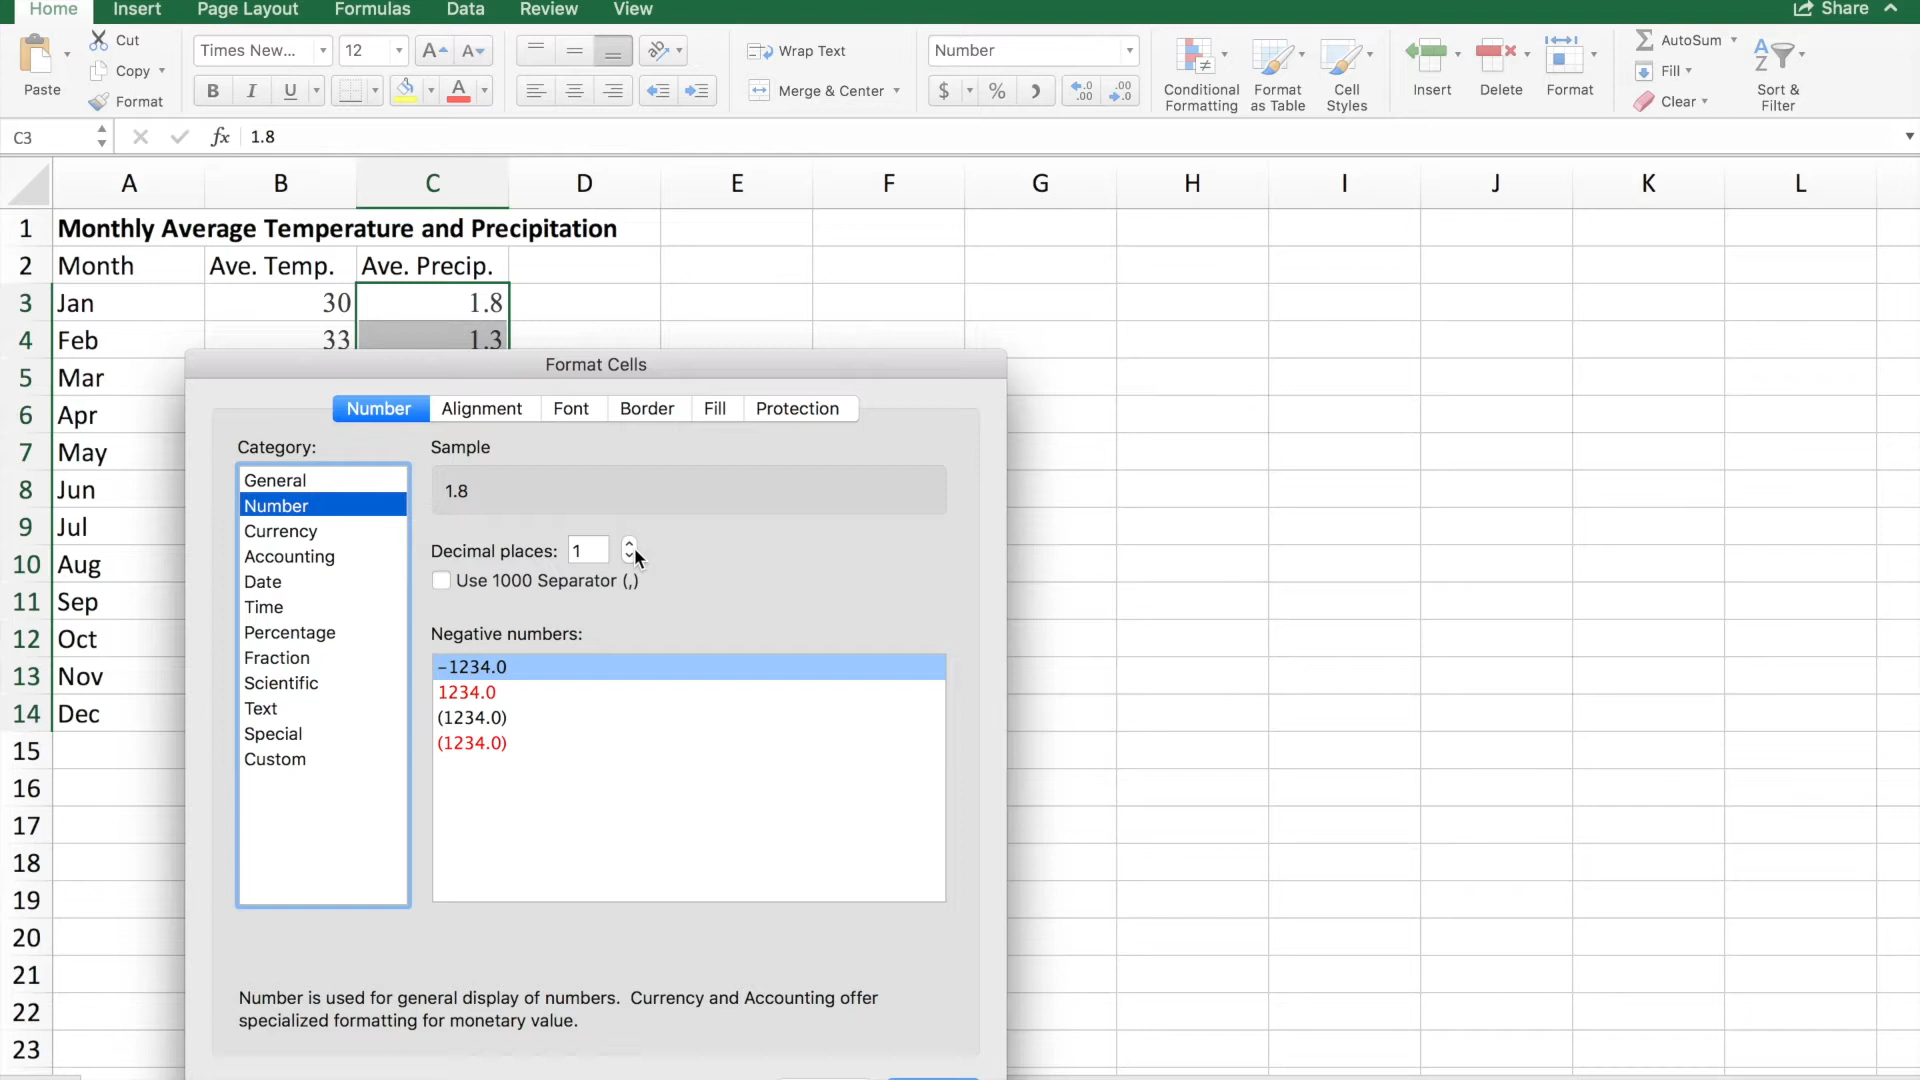 Home Insert Page Layout Formulas Data Review View Share
Cut
Copy
Format
Paste
Times New... 12
B I U A
Wrap Text
Merge & Center
Number
$ %
Conditional Formatting
Format as Table
Cell Styles
Insert Delete Format
AutoSum
Fill
Clear
Sort & Filter
C3 fx 1.8
A B C D E F G H I J K L
1 Monthly Average Temperature and Precipitation
2 Month Ave. Temp. Ave. Precip.
3 Jan 30 1.8
4 Feb 33 1.3
5 Mar
6 Apr
7 May
8 Jun
9 Jul
10 Aug
11 Sep
12 Oct
13 Nov
14 Dec
15
16
17
18
19
20
21
22
23
Format Cells
Number Alignment Font Border Fill Protection
Category:
General
Number
Currency
Accounting
Date
Time
Percentage
Fraction
Scientific
Text
Special
Custom
Sample
1.8
Decimal places: 1
Use 1000 Separator (,)
Negative numbers:
-1234.0
1234.0
(1234.0)
(1234.0)
Number is used for general display of numbers. Currency and Accounting offer
specialized formatting for monetary value.